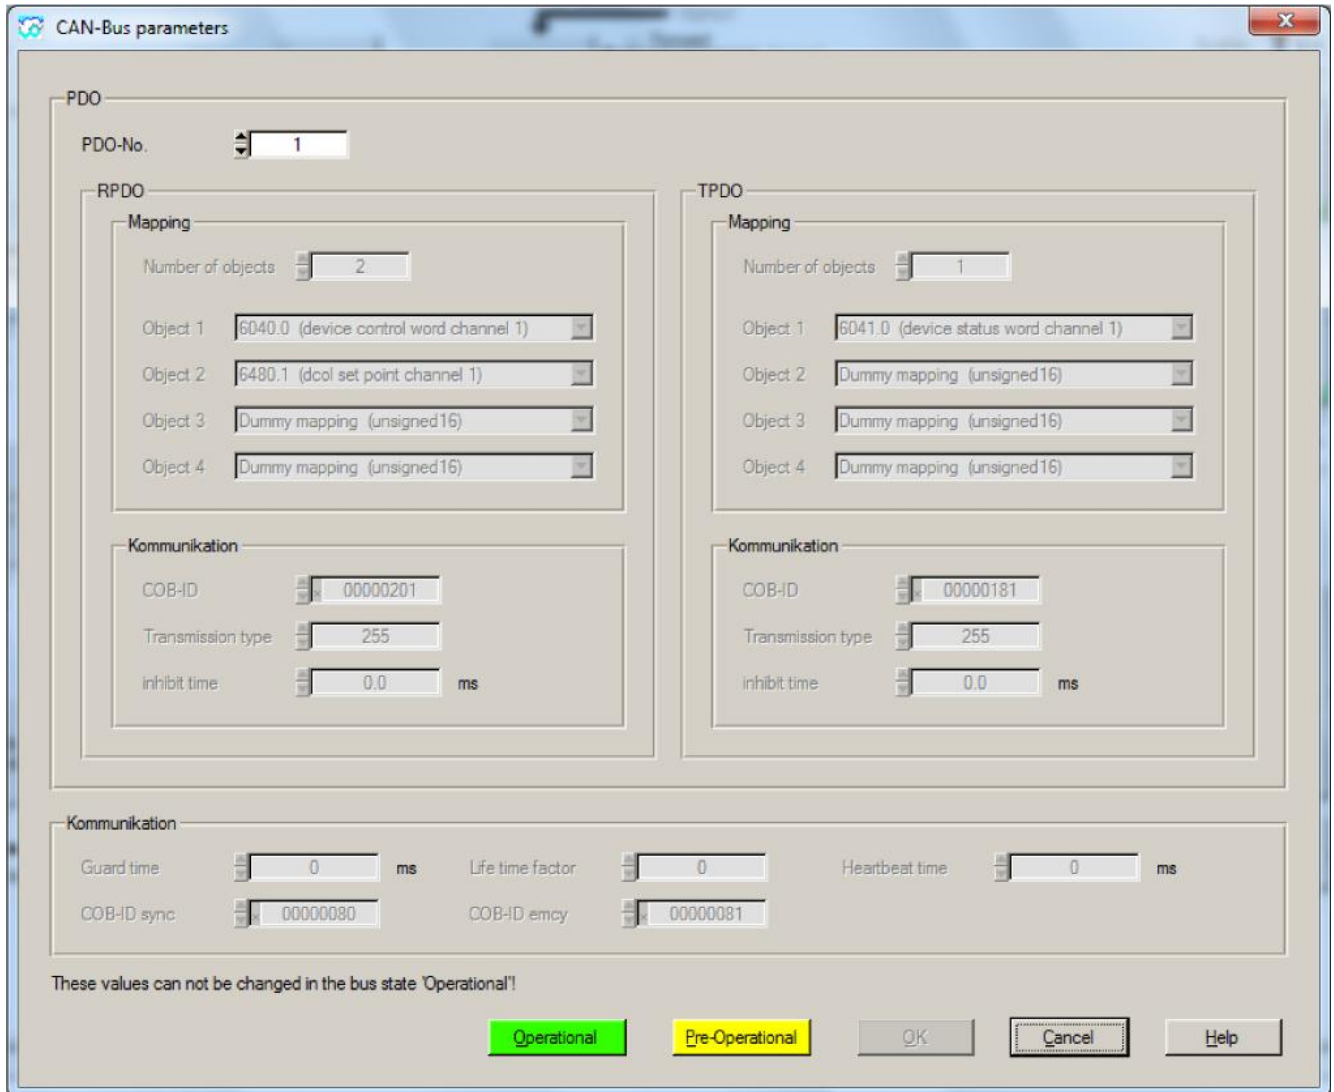 CAN-Bus parameters
PDO
PDO-No. 1
RPDO
Mapping
Number of objects 2
Object 1 6040.0 (device control word channel 1)
Object 2 6480.1 (dcol set point channel 1)
Object 3 Dummy mapping (unsigned16)
Object 4 Dummy mapping (unsigned16)
Kommunikation
COB-ID x 00000201
Transmission type 255
inhibit time 0.0 ms
TPDO
Mapping
Number of objects 1
Object 1 6041.0 (device status word channel 1)
Object 2 Dummy mapping (unsigned16)
Object 3 Dummy mapping (unsigned16)
Object 4 Dummy mapping (unsigned16)
Kommunikation
COB-ID x 00000181
Transmission type 255
inhibit time 0.0 ms
Kommunikation
Guard time 0 ms Life time factor 0 Heartbeat time 0 ms
COB-ID sync x 00000080 COB-ID emcy x 00000081
These values can not be changed in the bus state 'Operational'!
Operational Pre-Operational OK Cancel Help